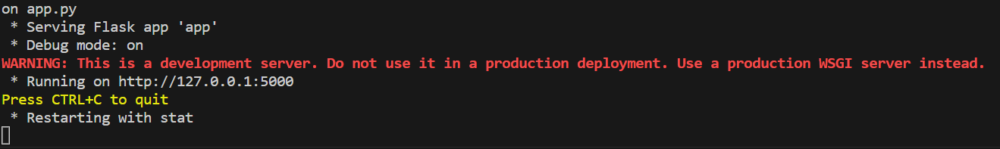 on app.py
 * Serving Flask app 'app'
 * Debug mode: on
WARNING: This is a development server. Do not use it in a production deployment. Use a production WSGI server instead.
 * Running on http://127.0.0.1:5000
Press CTRL+C to quit
 * Restarting with stat